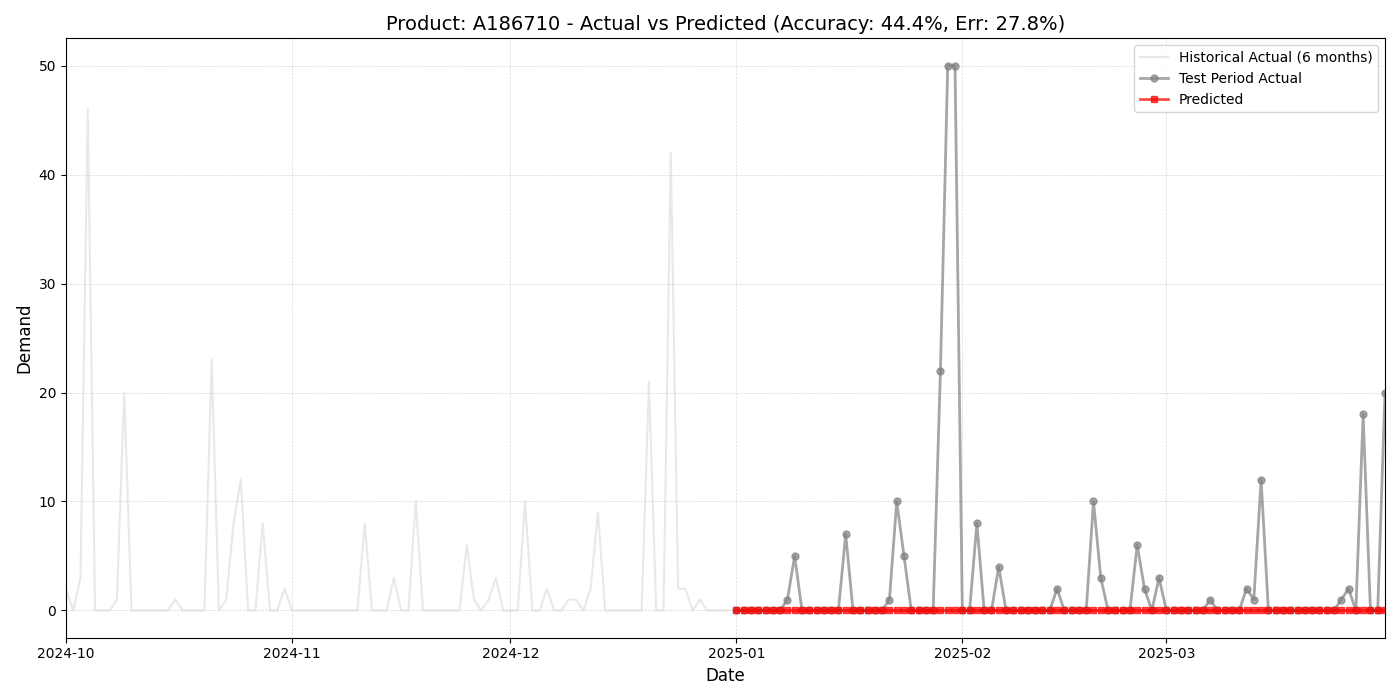 Product: A186710 - Actual vs Predicted (Accuracy: 44.4%, Err: 27.8%)
Historical Actual (6 months)
Test Period Actual
Predicted
Demand
50
40
30
20
10
0
2024-10
2024-11
2024-12
2025-01
2025-02
2025-03
Date